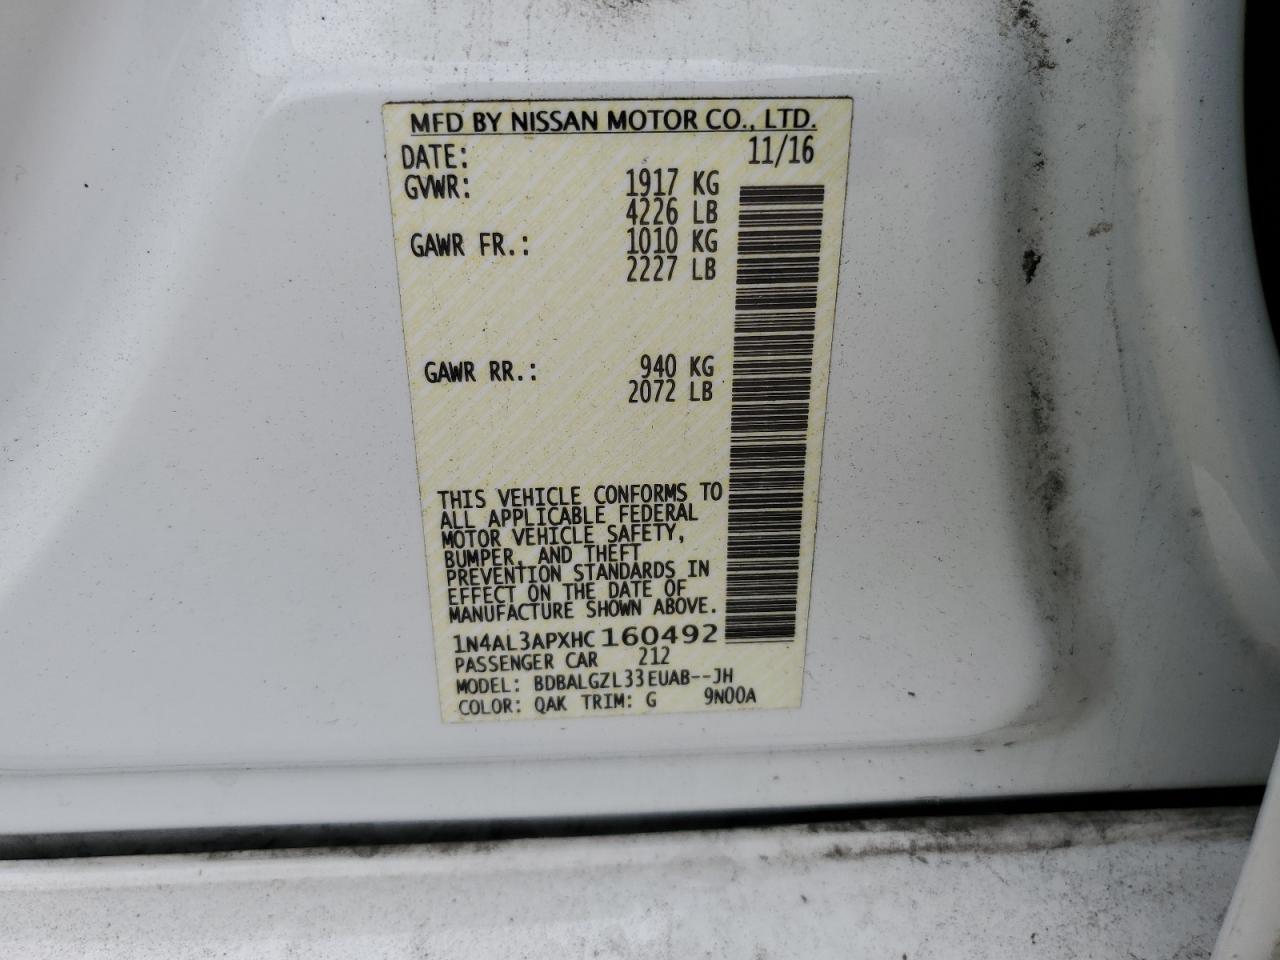 MFD BY NISSAN MOTOR CO., LTD.
DATE: 11/16
GVWR: 1917 KG
4226 LB
GAWR FR.: 1010 KG
2227 LB
GAWR RR.: 940 KG
2072 LB
THIS VEHICLE CONFORMS TO
ALL APPLICABLE FEDERAL
MOTOR VEHICLE SAFETY,
BUMPER, AND THEFT
PREVENTION STANDARDS IN
EFFECT ON THE DATE OF
MANUFACTURE SHOWN ABOVE.
1N4AL3APXHC160492
PASSENGER CAR 212
MODEL: BDBALGZL33EUAB--JH
COLOR: QAK TRIM: G 9N00A